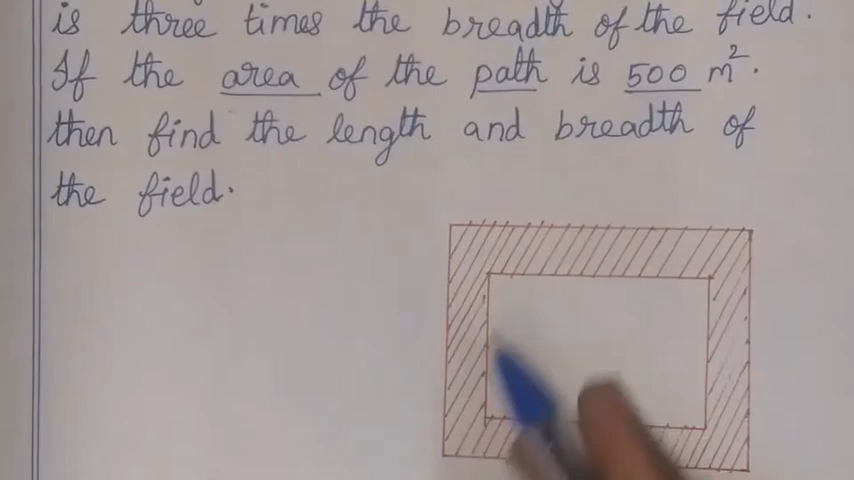 is three times the breadth of the field.
If the area of the path is 500 m².
then find the length and breadth of
the field.